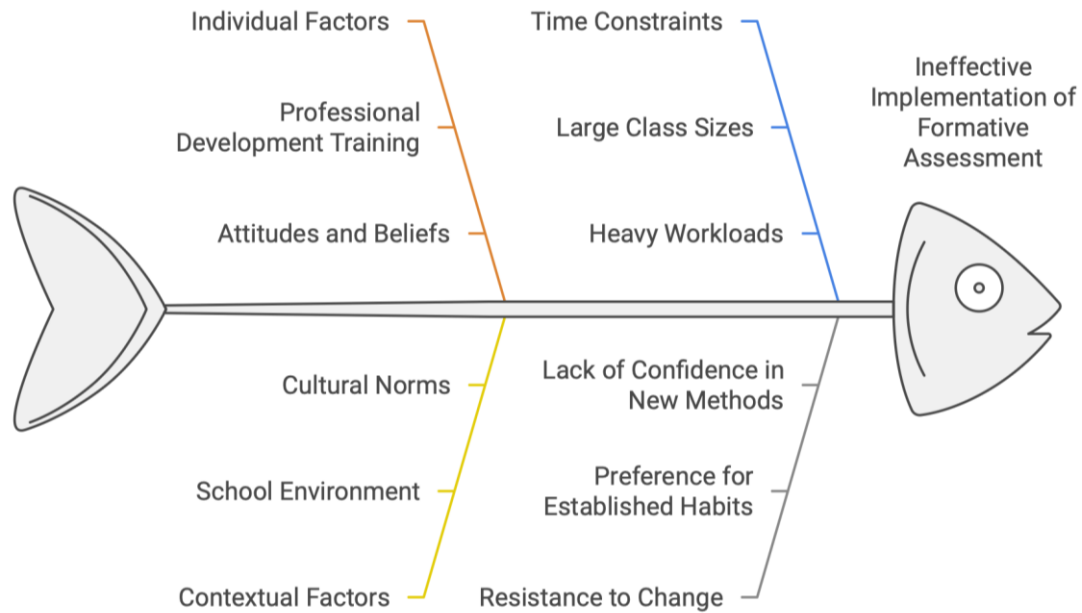 Individual Factors
Professional
Development Training
Attitudes and Beliefs
Time Constraints
Large Class Sizes
Heavy Workloads
Ineffective
Implementation of
Formative
Assessment
Cultural Norms
School Environment
Contextual Factors
Lack of Confidence in
New Methods
Preference for
Established Habits
Resistance to Change